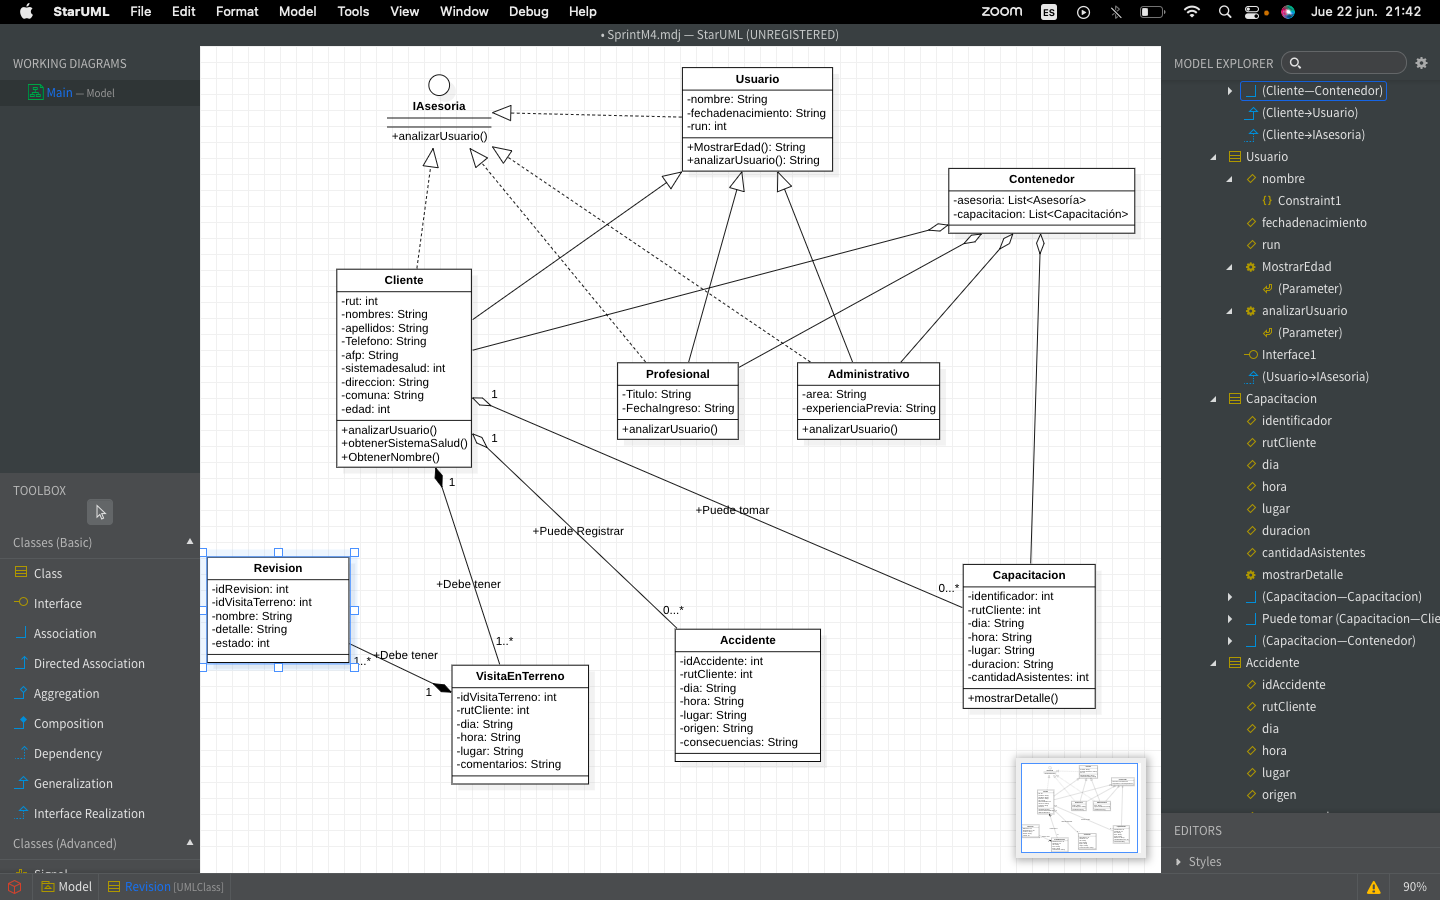 StarUML File Edit Format Model Tools View Window Debug Help zoom ES Jue 22 jun. 21:42
• SprintM4.mdj — StarUML (UNREGISTERED)
WORKING DIAGRAMS
Main — Model
TOOLBOX
Classes (Basic)
Class
Interface
Association
Directed Association
Aggregation
Composition
Dependency
Generalization
Interface Realization
Classes (Advanced)
Signal
IAsesoria
+analizarUsuario()
Usuario
-nombre: String
-fechadenacimiento: String
-run: int
+MostrarEdad(): String
+analizarUsuario(): String
Contenedor
-asesoria: List<Asesoría>
-capacitacion: List<Capacitación>
Cliente
-rut: int
-nombres: String
-apellidos: String
-Telefono: String
-afp: String
-sistemadesalud: int
-direccion: String
-comuna: String
-edad: int
+analizarUsuario()
+obtenerSistemaSalud()
+ObtenerNombre()
Profesional
-Titulo: String
-FechaIngreso: String
+analizarUsuario()
Administrativo
-area: String
-experienciaPrevia: String
+analizarUsuario()
1
1
1
+Puede tomar
+Puede Registrar
+Debe tener
0...*
0...*
1..*
Revision
-idRevision: int
-idVisitaTerreno: int
-nombre: String
-detalle: String
-estado: int
1..*
+Debe tener
1
VisitaEnTerreno
-idVisitaTerreno: int
-rutCliente: int
-dia: String
-hora: String
-lugar: String
-comentarios: String
Accidente
-idAccidente: int
-rutCliente: int
-dia: String
-hora: String
-lugar: String
-origen: String
-consecuencias: String
Capacitacion
-identificador: int
-rutCliente: int
-dia: String
-hora: String
-lugar: String
-duracion: String
-cantidadAsistentes: int
+mostrarDetalle()
MODEL EXPLORER
(Cliente—Contenedor)
(Cliente→Usuario)
(Cliente→IAsesoria)
Usuario
nombre
Constraint1
fechadenacimiento
run
MostrarEdad
(Parameter)
analizarUsuario
(Parameter)
Interface1
(Usuario→IAsesoria)
Capacitacion
identificador
rutCliente
dia
hora
lugar
duracion
cantidadAsistentes
mostrarDetalle
(Capacitacion—Capacitacion)
Puede tomar (Capacitacion—Clie
(Capacitacion—Contenedor)
Accidente
idAccidente
rutCliente
dia
hora
lugar
origen
EDITORS
Styles
Model Revision [UMLClass] 90%